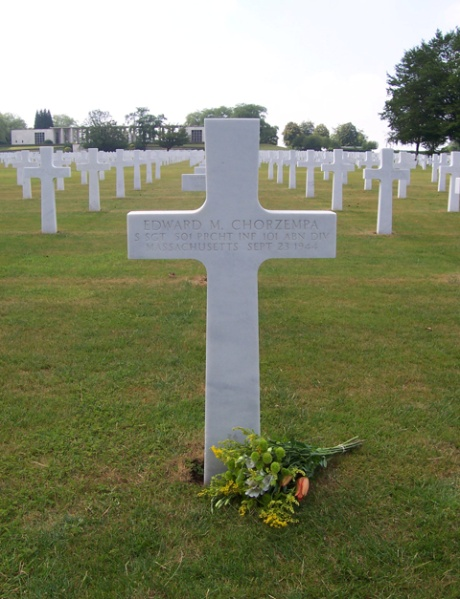 EDWARD M. CHORZEMPA
S SGT 501 PRCHT INF 101 ABN DIV
MASSACHUSETTS SEPT 23 1944